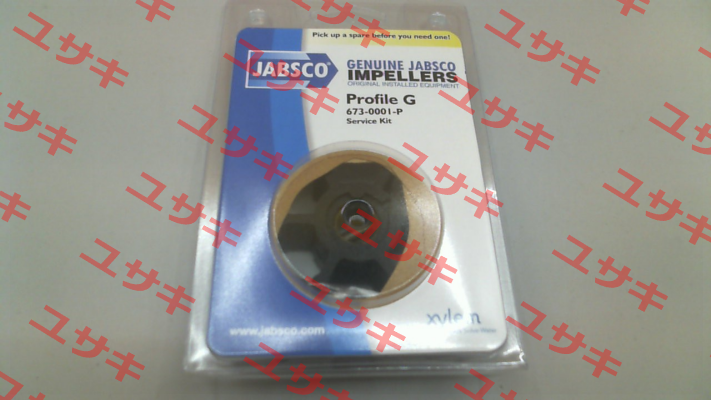 Pick up a spare before you need one!
JABSCO
GENUINE JABSCO
IMPELLERS
ORIGINAL INSTALLED EQUIPMENT
Profile G
673-0001-P
Service Kit
xylem
www.jabsco.com
ユサキ